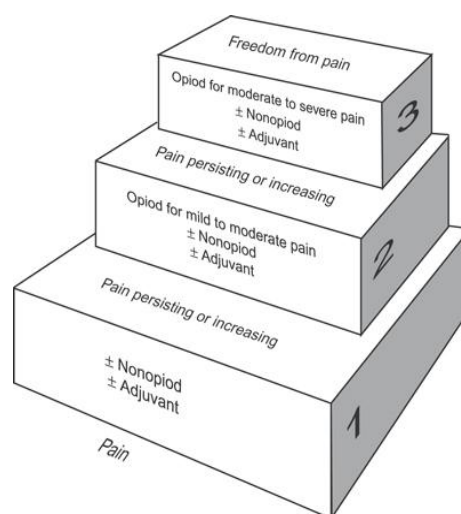 Freedom from pain
Opiod for moderate to severe pain
± Nonopiod
± Adjuvant
3
Pain persisting or increasing
Opiod for mild to moderate pain
± Nonopiod
± Adjuvant
2
Pain persisting or increasing
± Nonopiod
± Adjuvant
1
Pain